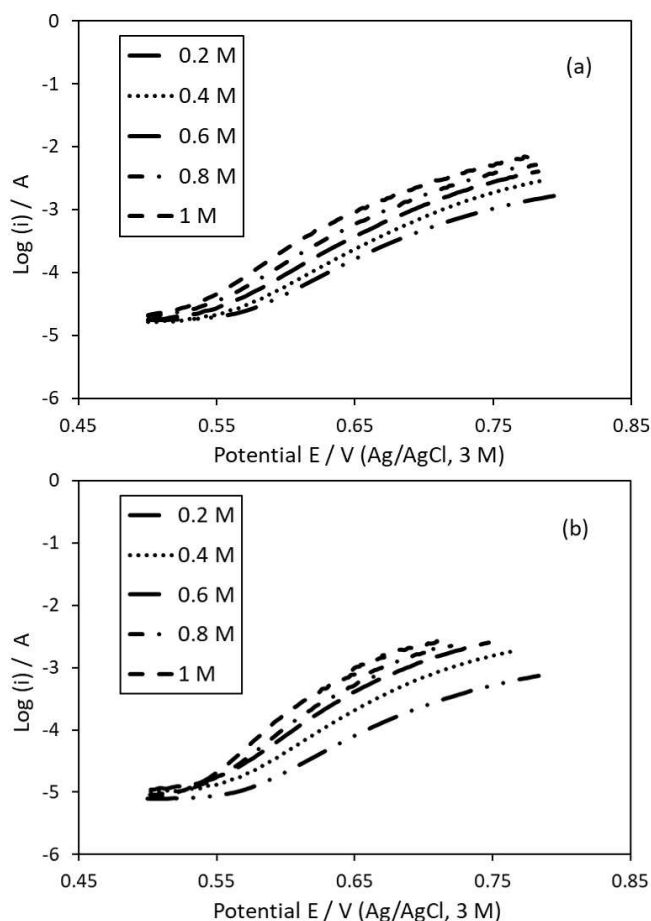 0
-1
-2
-3
-4
-5
-6
Log (i) / A
0.2 M
0.4 M
0.6 M
0.8 M
1 M
(a)
0.45 0.55 0.65 0.75 0.85
Potential E / V (Ag/AgCl, 3 M)
0
-1
-2
-3
-4
-5
-6
Log (i) / A
0.2 M
0.4 M
0.6 M
0.8 M
1 M
(b)
0.45 0.55 0.65 0.75 0.85
Potential E / V (Ag/AgCl, 3 M)